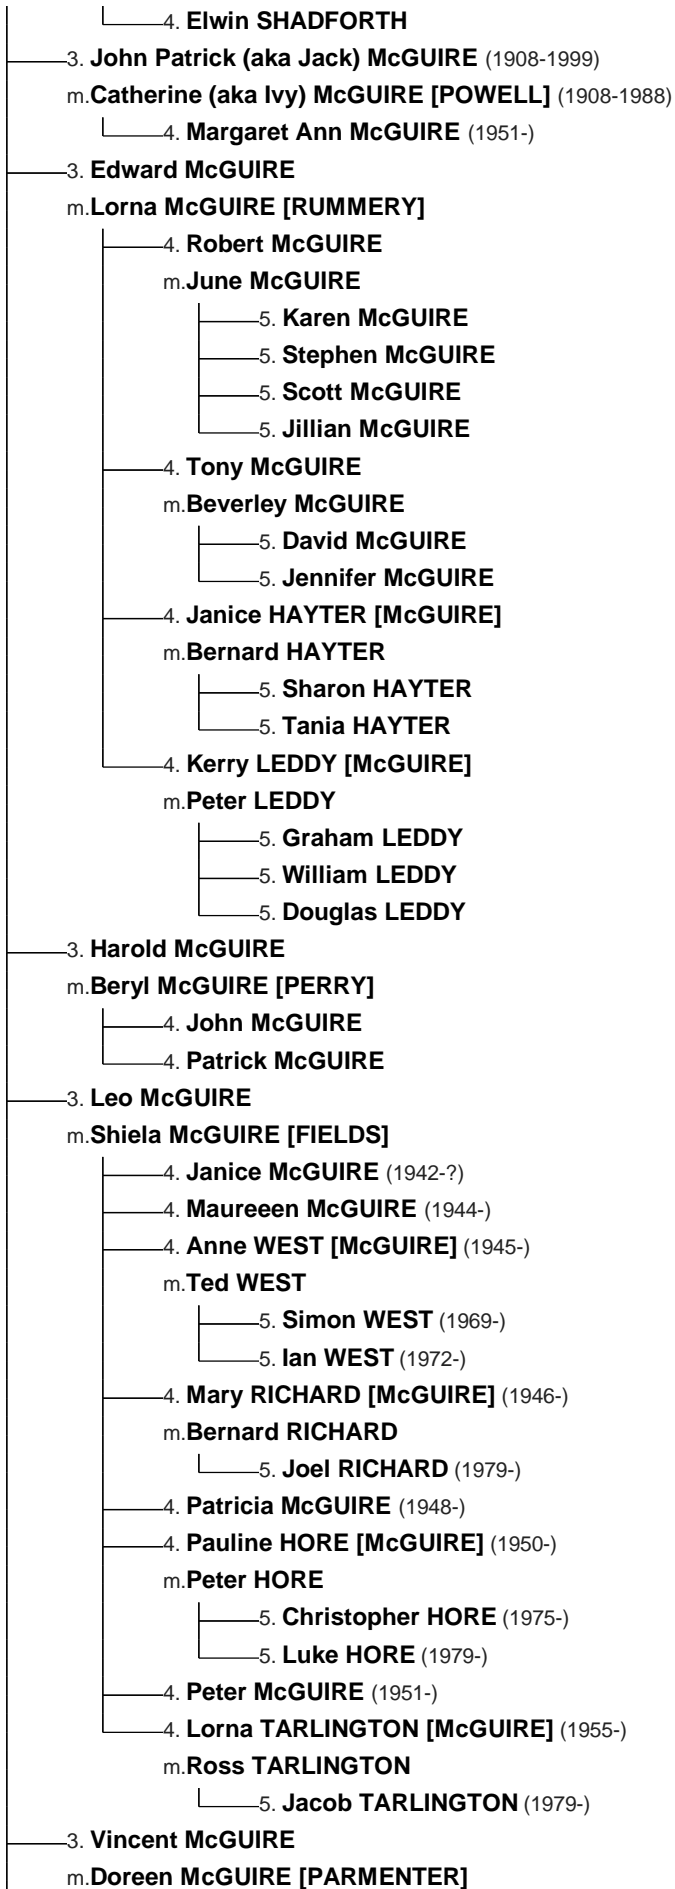 4. Elwin SHADFORTH
3. John Patrick (aka Jack) McGUIRE (1908-1999)
m.Catherine (aka Ivy) McGUIRE [POWELL] (1908-1988)
4. Margaret Ann McGUIRE (1951-)
3. Edward McGUIRE
m.Lorna McGUIRE [RUMMERY]
4. Robert McGUIRE
m.June McGUIRE
5. Karen McGUIRE
5. Stephen McGUIRE
5. Scott McGUIRE
5. Jillian McGUIRE
4. Tony McGUIRE
m.Beverley McGUIRE
5. David McGUIRE
5. Jennifer McGUIRE
4. Janice HAYTER [McGUIRE]
m.Bernard HAYTER
5. Sharon HAYTER
5. Tania HAYTER
4. Kerry LEDDY [McGUIRE]
m.Peter LEDDY
5. Graham LEDDY
5. William LEDDY
5. Douglas LEDDY
3. Harold McGUIRE
m.Beryl McGUIRE [PERRY]
4. John McGUIRE
4. Patrick McGUIRE
3. Leo McGUIRE
m.Shiela McGUIRE [FIELDS]
4. Janice McGUIRE (1942-?)
4. Maureeen McGUIRE (1944-)
4. Anne WEST [McGUIRE] (1945-)
m.Ted WEST
5. Simon WEST (1969-)
5. Ian WEST (1972-)
4. Mary RICHARD [McGUIRE] (1946-)
m.Bernard RICHARD
5. Joel RICHARD (1979-)
4. Patricia McGUIRE (1948-)
4. Pauline HORE [McGUIRE] (1950-)
m.Peter HORE
5. Christopher HORE (1975-)
5. Luke HORE (1979-)
4. Peter McGUIRE (1951-)
4. Lorna TARLINGTON [McGUIRE] (1955-)
m.Ross TARLINGTON
5. Jacob TARLINGTON (1979-)
3. Vincent McGUIRE
m.Doreen McGUIRE [PARMENTER]